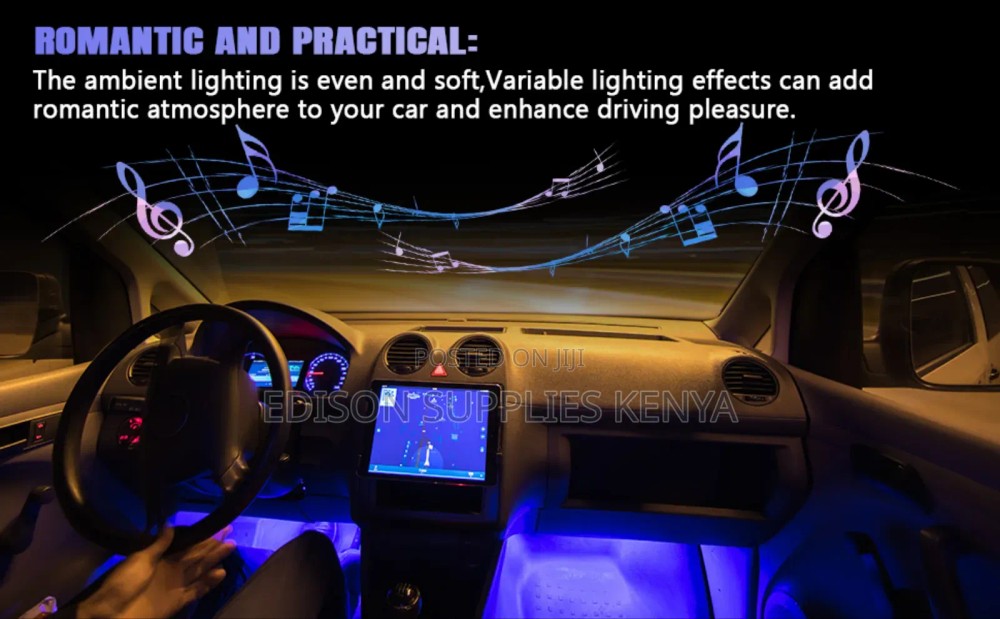 ROMANTIC AND PRACTICAL:
The ambient lighting is even and soft,Variable lighting effects can add
romantic atmosphere to your car and enhance driving pleasure.
POSTED ON JIJI
EDISON SUPPLIES KENYA